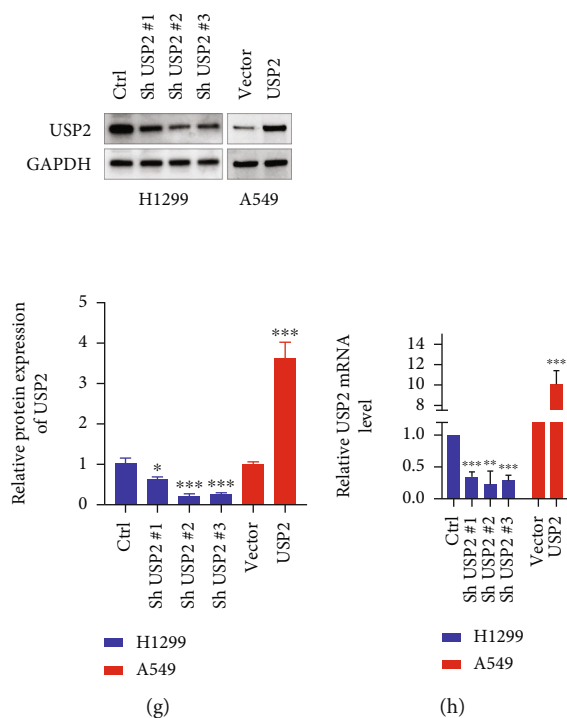 Ctrl
Sh USP2 #1
Sh USP2 #2
Sh USP2 #3
Vector
USP2
USP2
GAPDH
H1299
A549
Relative protein expression
of USP2
5
4
3
2
1
0
*
***
***
***
Ctrl
Sh USP2 #1
Sh USP2 #2
Sh USP2 #3
Vector
USP2
H1299
A549
(g)
Relative USP2 mRNA
level
14
12
10
8
6
4
1.0
0.5
0.0
***
**
***
***
Ctrl
Sh USP2 #1
Sh USP2 #2
Sh USP2 #3
Vector
USP2
H1299
A549
(h)